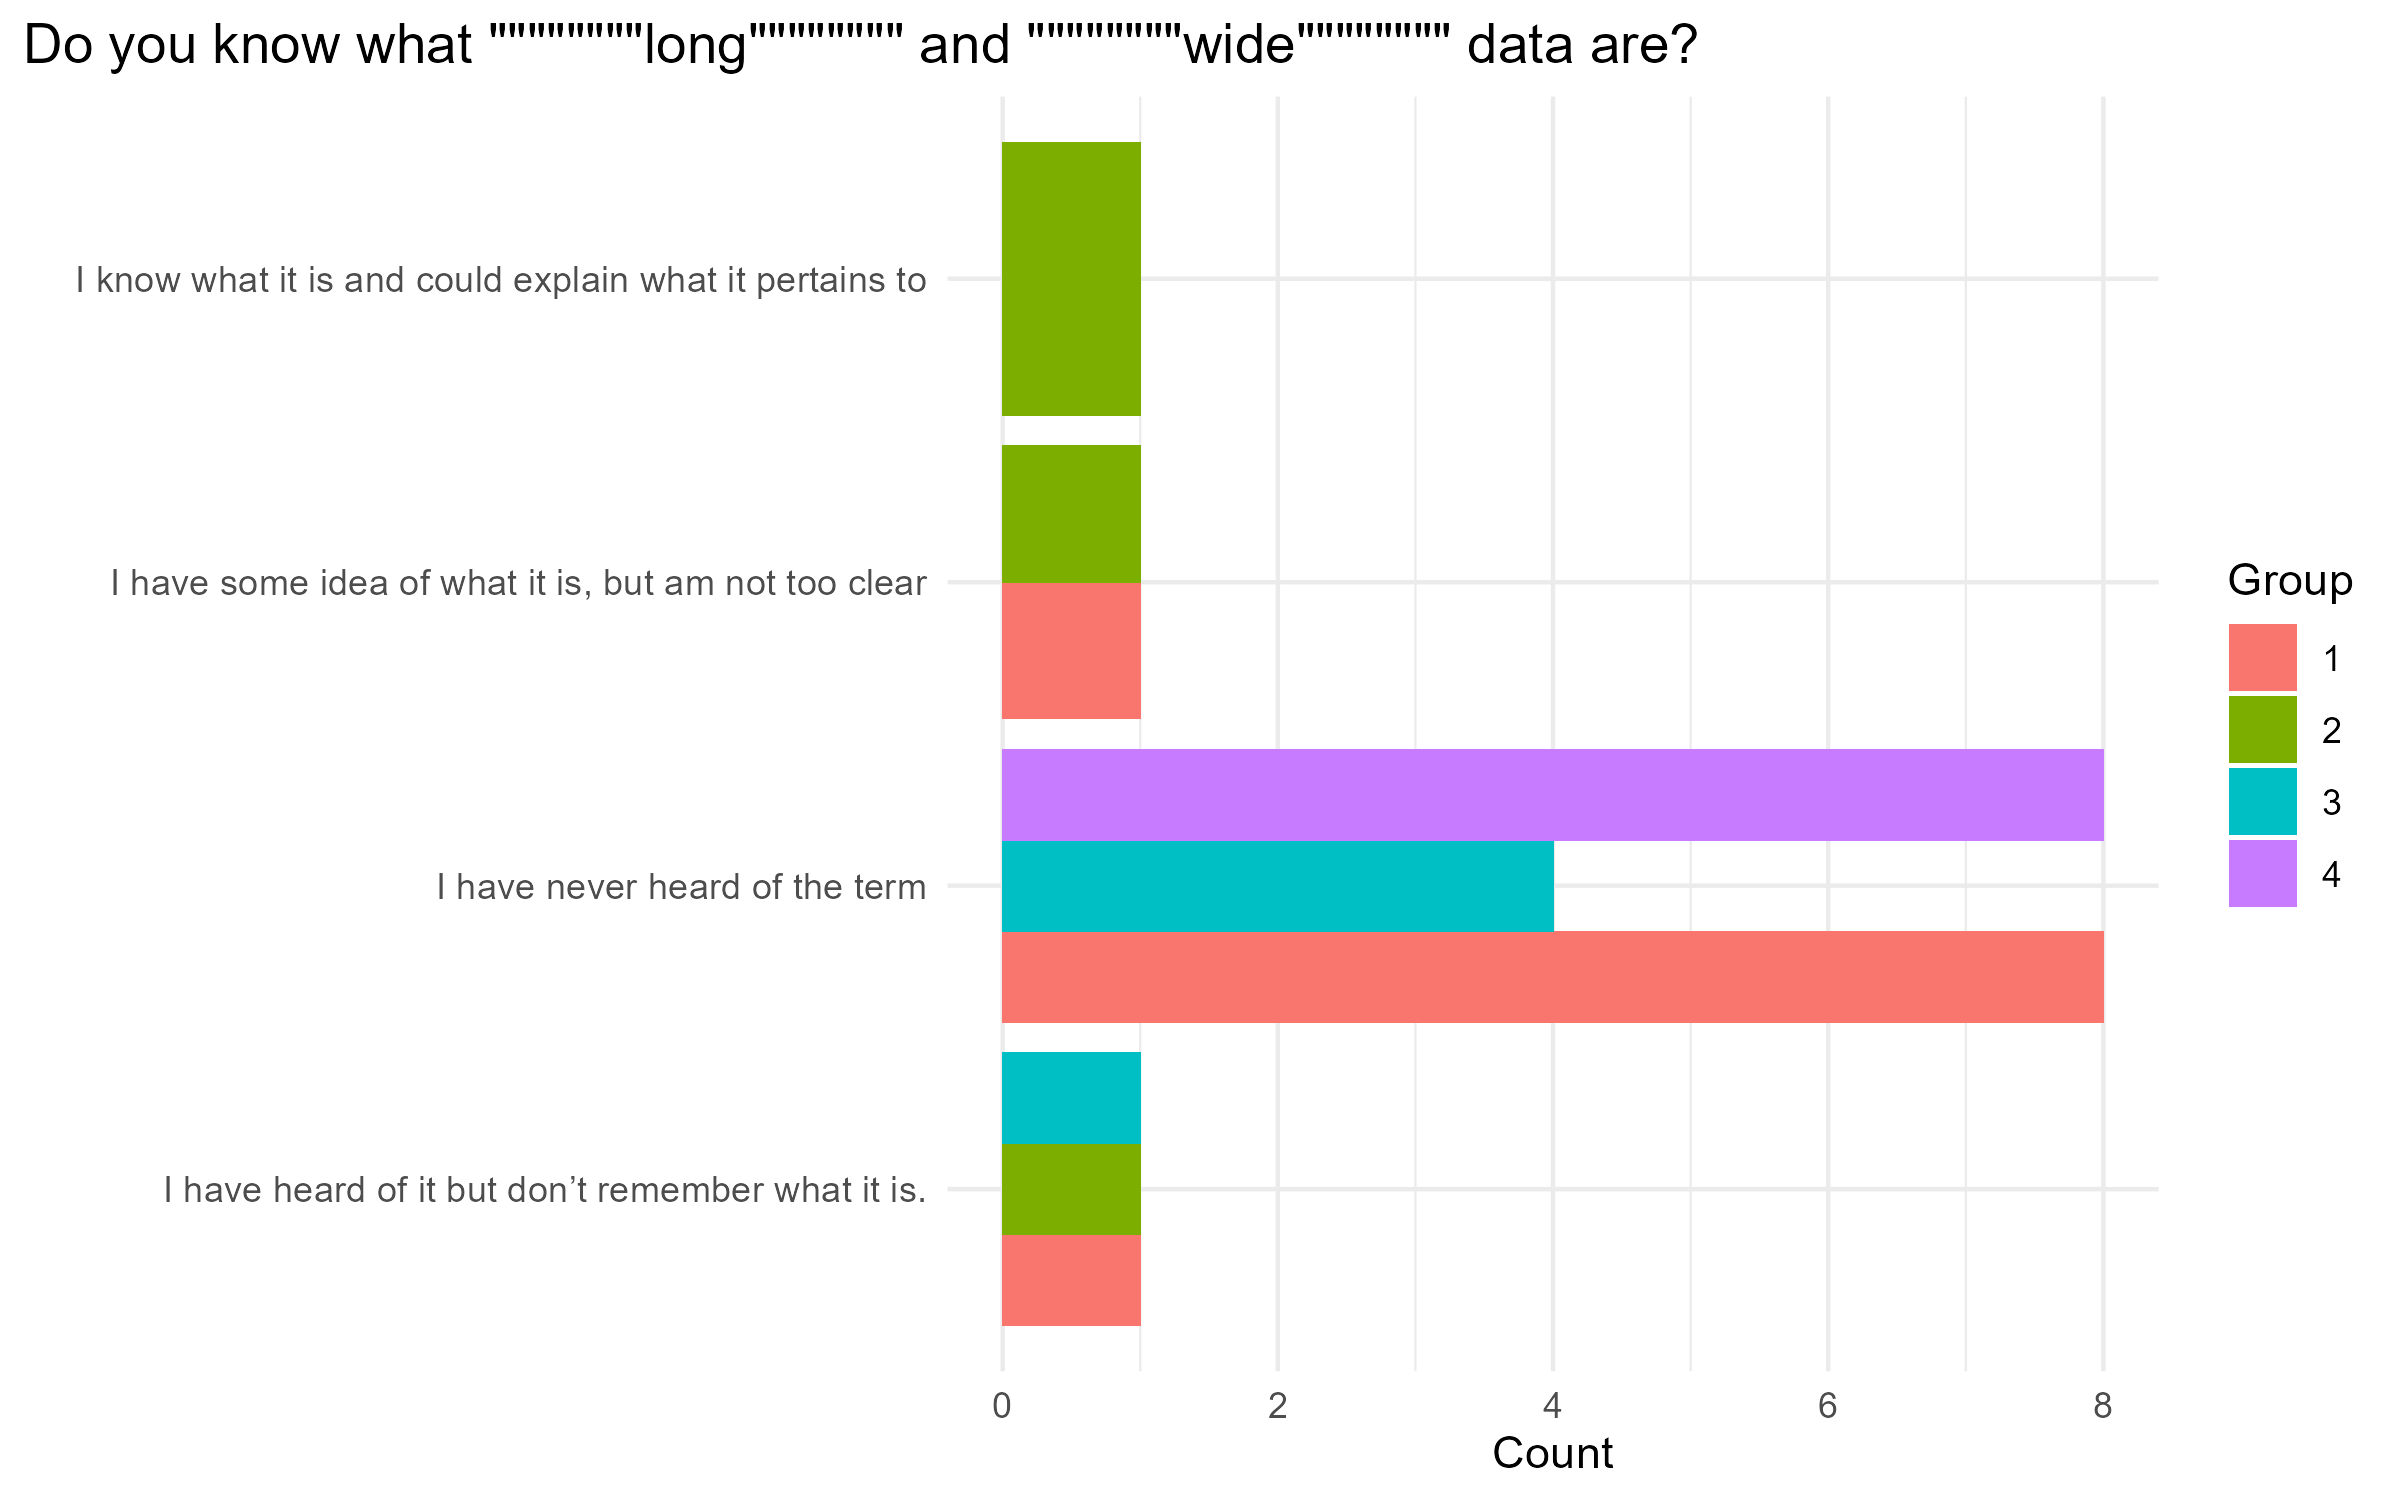 Do you know what """"""""long"""""""" and """"""""wide"""""""" data are?
I know what it is and could explain what it pertains to
I have some idea of what it is, but am not too clear
I have never heard of the term
I have heard of it but don’t remember what it is.
0 2 4 6 8
Count
Group
1
2
3
4